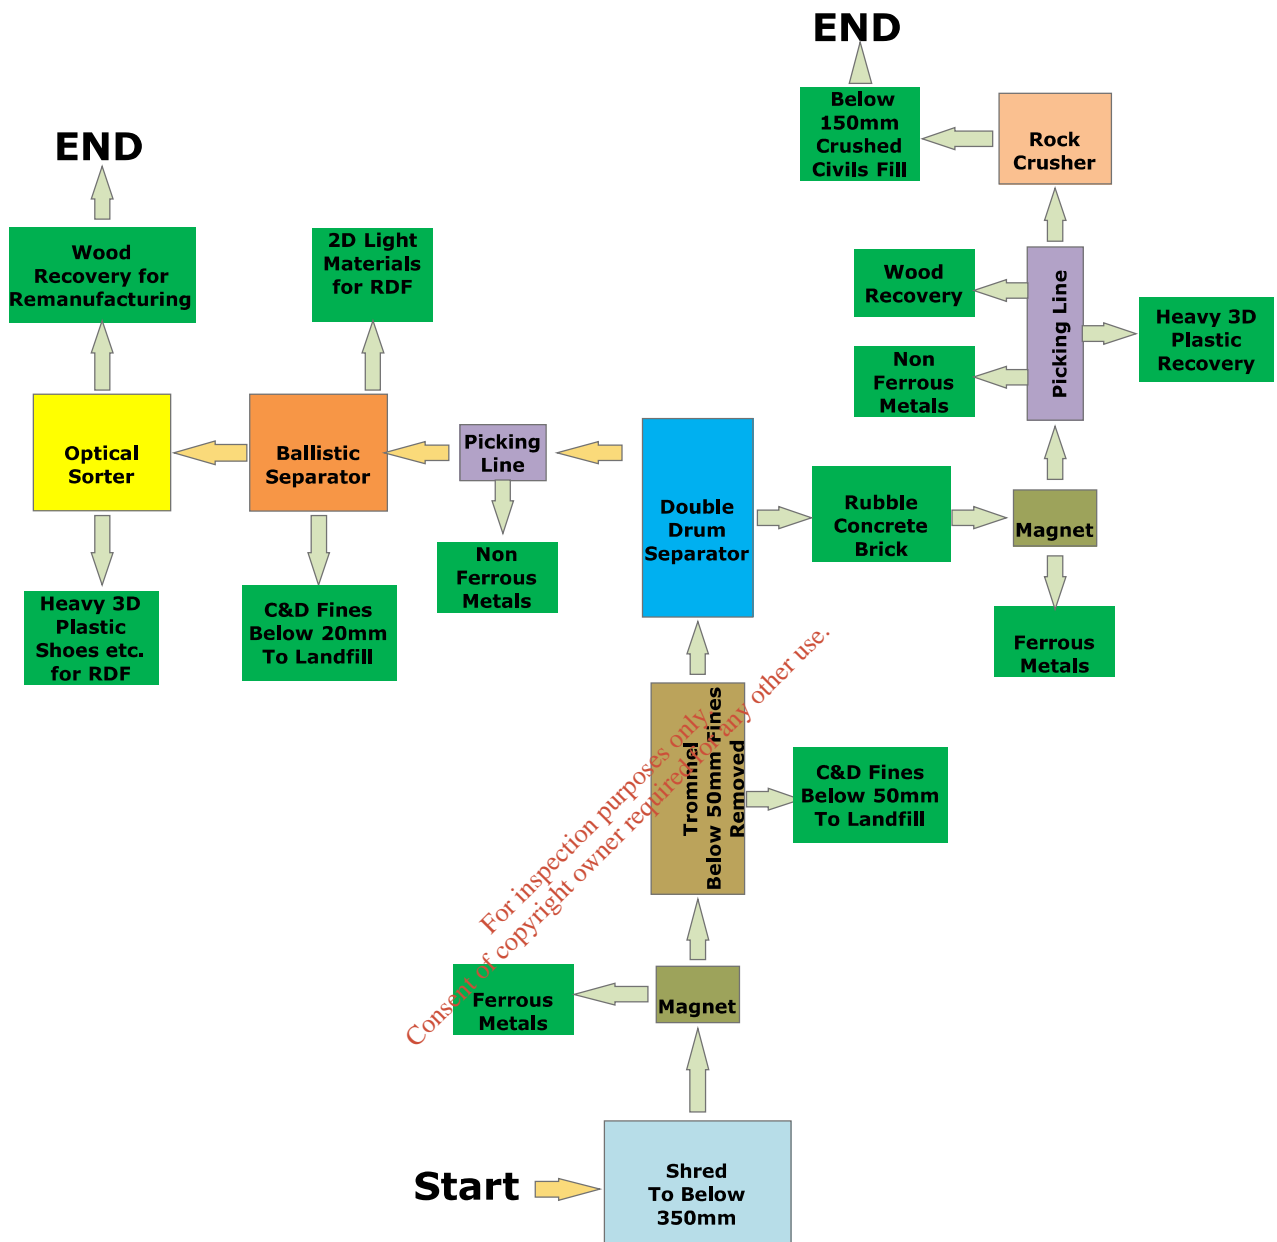 END
Below
150mm
Crushed
Civils Fill
Rock
Crusher
END
Wood
Recovery for
Remanufacturing
2D Light
Materials
for RDF
Wood
Recovery
Picking Line
Heavy 3D
Plastic
Recovery
Non
Ferrous
Metals
Optical
Sorter
Ballistic
Separator
Picking
Line
Double
Drum
Separator
Rubble
Concrete
Brick
Magnet
Non
Ferrous
Metals
Heavy 3D
Plastic
Shoes etc.
for RDF
C&D Fines
Below 20mm
To Landfill
Ferrous
Metals
Trommel
Below 50mm Fines
Removed
C&D Fines
Below 50mm
To Landfill
For inspection purposes only.
Consent of copyright owner required for any other use.
Ferrous
Metals
Magnet
Start
Shred
To Below
350mm